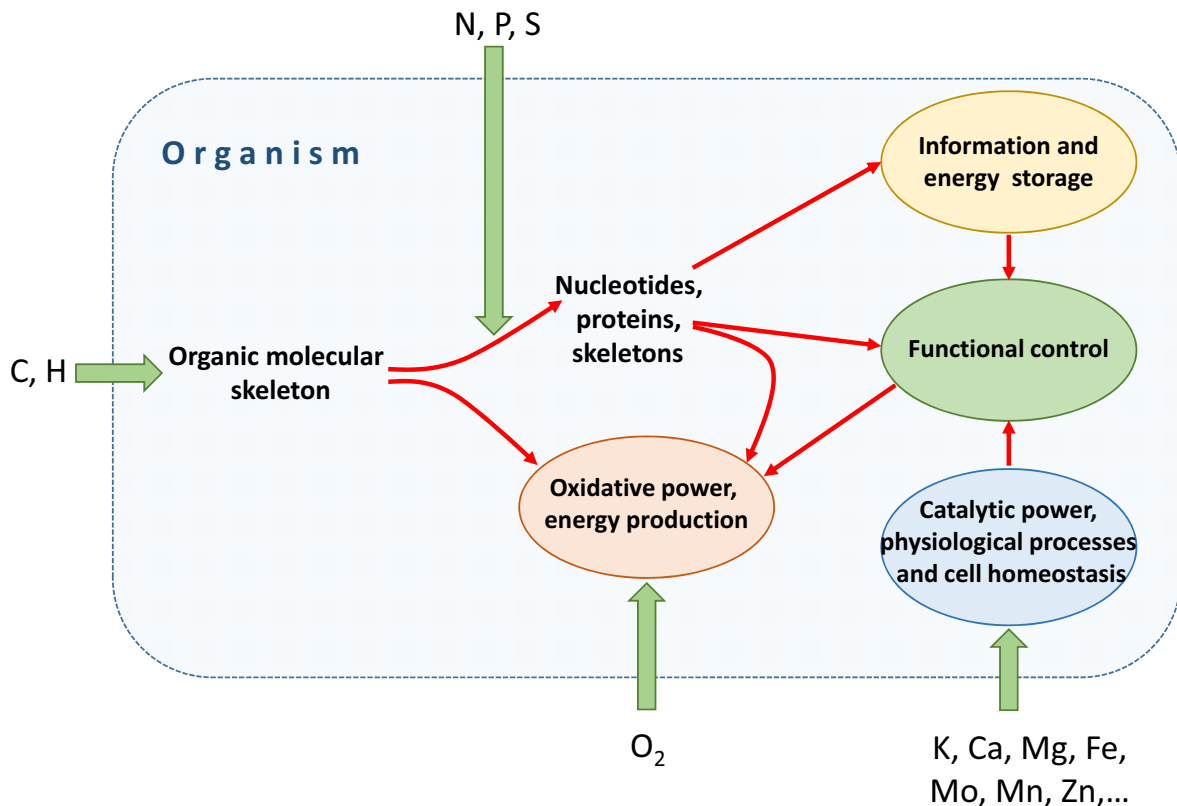 N, P, S
Organism
Information and
energy storage
Nucleotides,
proteins,
skeletons
Functional control
C, H
Organic molecular
skeleton
Oxidative power,
energy production
Catalytic power,
physiological processes
and cell homeostasis
O₂
K, Ca, Mg, Fe,
Mo, Mn, Zn,...